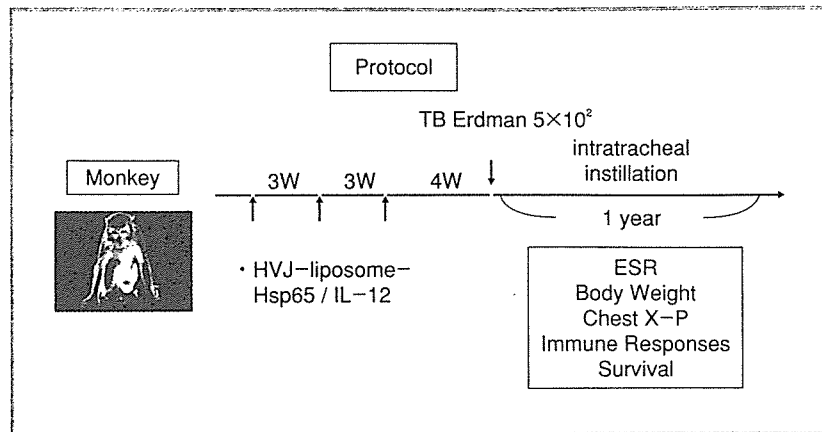 Protocol
TB Erdman 5×10²
intratracheal
instillation
Monkey
3W
3W
4W
1 year
・HVJ-liposome-
Hsp65 / IL-12
ESR
Body Weight
Chest X-P
Immune Responses
Survival